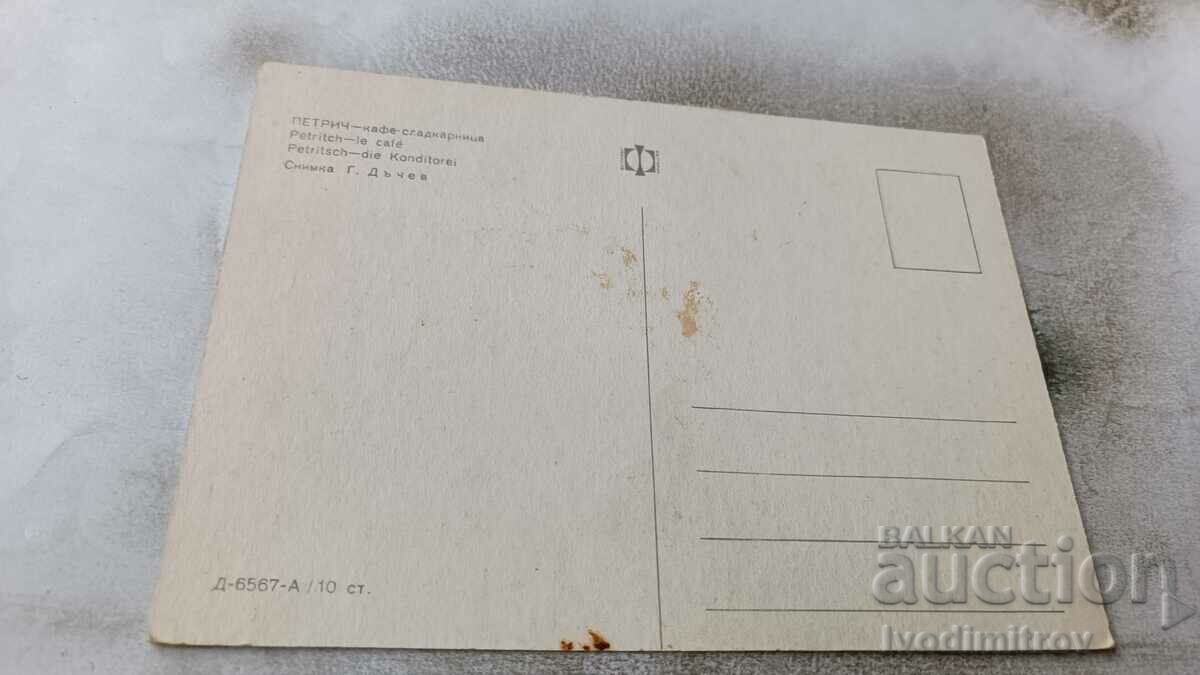 ПЕТРИЧ—кафе-сладкарница
Petritch—le café
Petritsch—die Konditorei
Снимка Г. Дъчев
Д-6567-А / 10 ст.
BALKAN
auction
Ivodimitrov